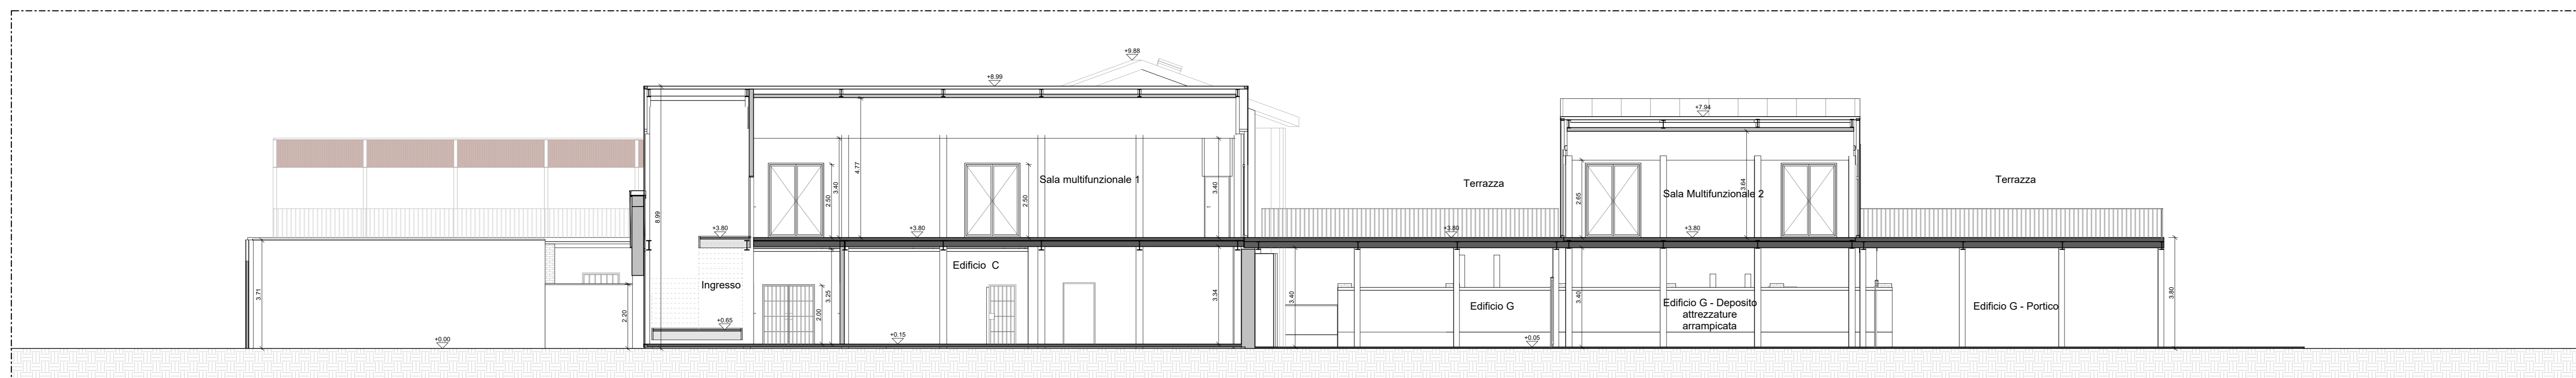 +9.88
+8.99
+7.94
4.77
3.40
2.50
2.50
3.40
Sala multifunzionale 1
Terrazza
2.65
Sala Multifunzionale 2
3.64
Terrazza
8.99
+3.80
+3.80
+3.80
+3.80
3.71
2.20
Ingresso
+0.65
2.00
3.25
Edificio C
3.34
3.40
Edificio G
3.40
Edificio G - Deposito
attrezzature
arrampicata
Edificio G - Portico
3.80
+0.00
+0.15
+0.05